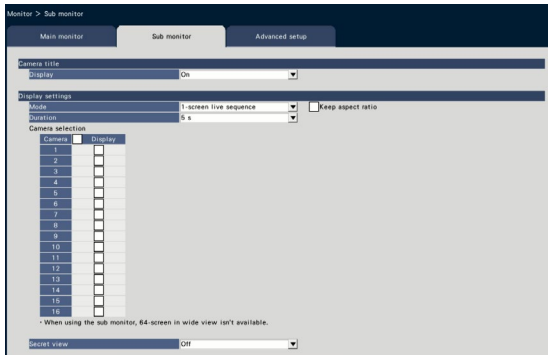 Monitor > Sub monitor
Main monitor Sub monitor Advanced setup
Camera title
Display On
Display settings
Mode 1-screen live sequence Keep aspect ratio
Duration 5 s
Camera selection
Camera Display
1
2
3
4
5
6
7
8
9
10
11
12
13
14
15
16
・When using the sub monitor, 64-screen in wide view isn't available.
Secret view Off